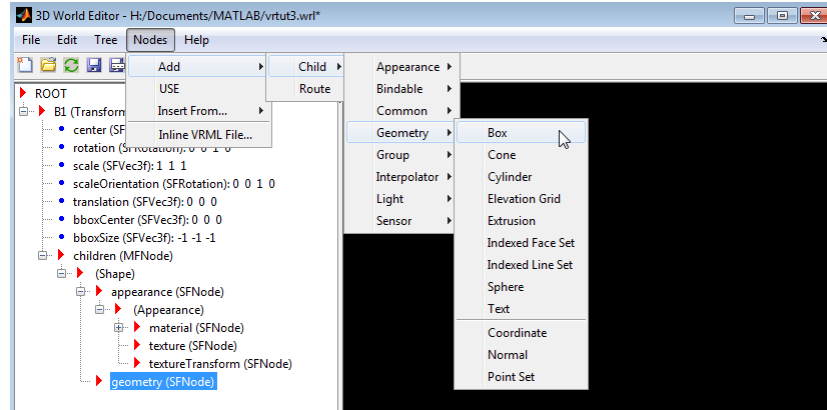 3D World Editor - H:/Documents/MATLAB/vrtut3.wrl*
File Edit Tree Nodes Help
Add
USE
Insert From...
Inline VRML File...
Child
Route
Appearance
Bindable
Common
Geometry
Group
Interpolator
Light
Sensor
Box
Cone
Cylinder
Elevation Grid
Extrusion
Indexed Face Set
Indexed Line Set
Sphere
Text
Coordinate
Normal
Point Set
ROOT
B1 (Transform
center (SF
rotation (SFRotation): 0 0 1 0
scale (SFVec3f): 1 1 1
scaleOrientation (SFRotation): 0 0 1 0
translation (SFVec3f): 0 0 0
bboxCenter (SFVec3f): 0 0 0
bboxSize (SFVec3f): -1 -1 -1
children (MFNode)
(Shape)
appearance (SFNode)
(Appearance)
material (SFNode)
texture (SFNode)
textureTransform (SFNode)
geometry (SFNode)